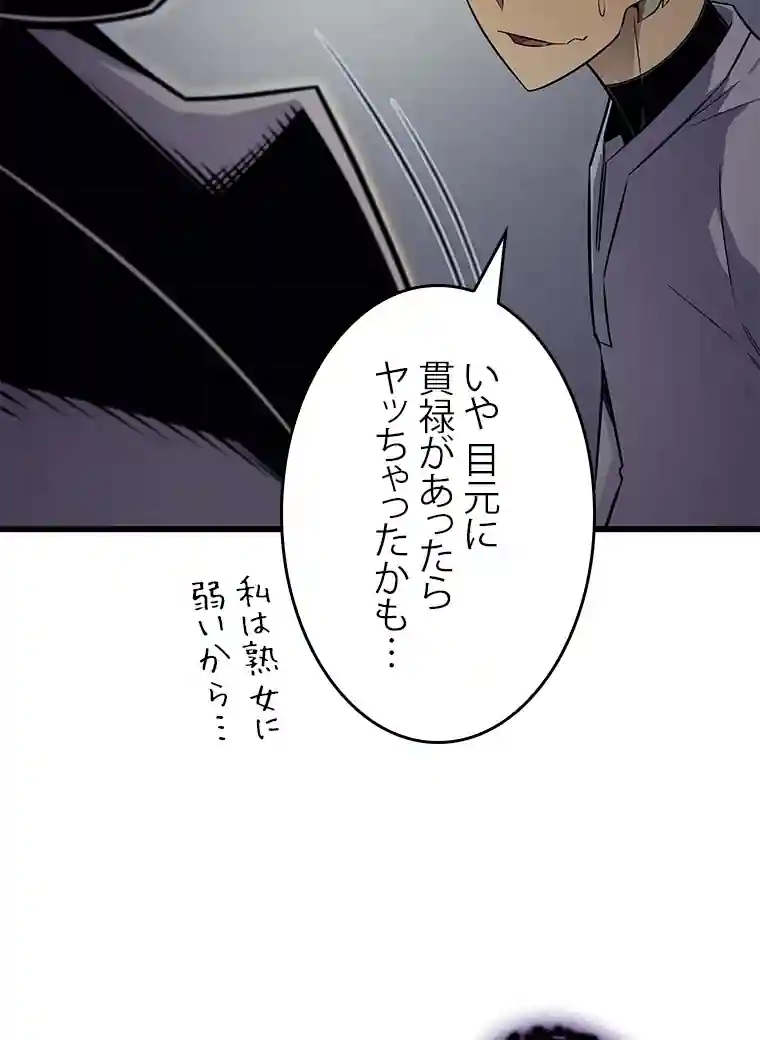 いや 目元に
貫禄があったら
ヤッちゃったかも…
私は熟女に
弱いから…